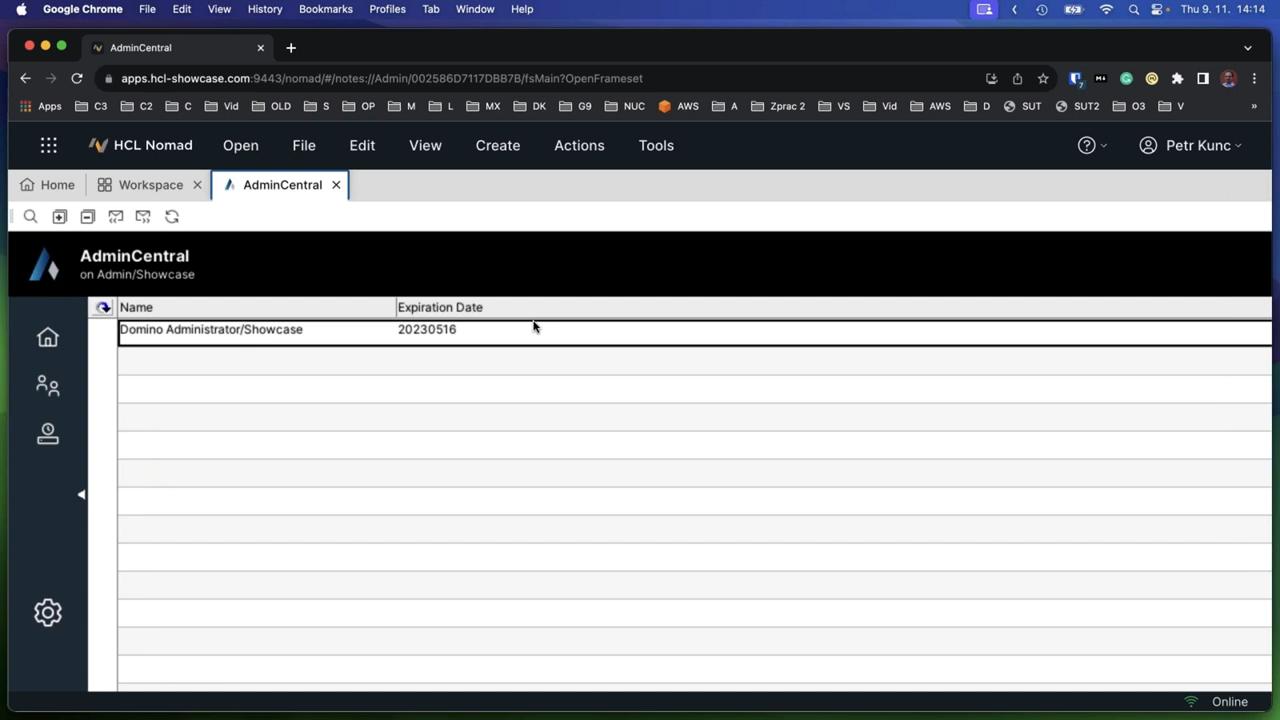 Google Chrome File Edit View History Bookmarks Profiles Tab Window Help Thu 9. 11. 14:14
AdminCentral
apps.hcl-showcase.com:9443/nomad/#/notes://Admin/002586D7117DBB7B/fsMain?OpenFrameset
Apps C3 C2 C Vid OLD S OP M L MX DK G9 NUC AWS A Zprac 2 VS Vid AWS D SUT SUT2 O3 V »
HCL Nomad Open File Edit View Create Actions Tools Petr Kunc
Home Workspace AdminCentral
AdminCentral
on Admin/Showcase
Name Expiration Date
Domino Administrator/Showcase 20230516
Online